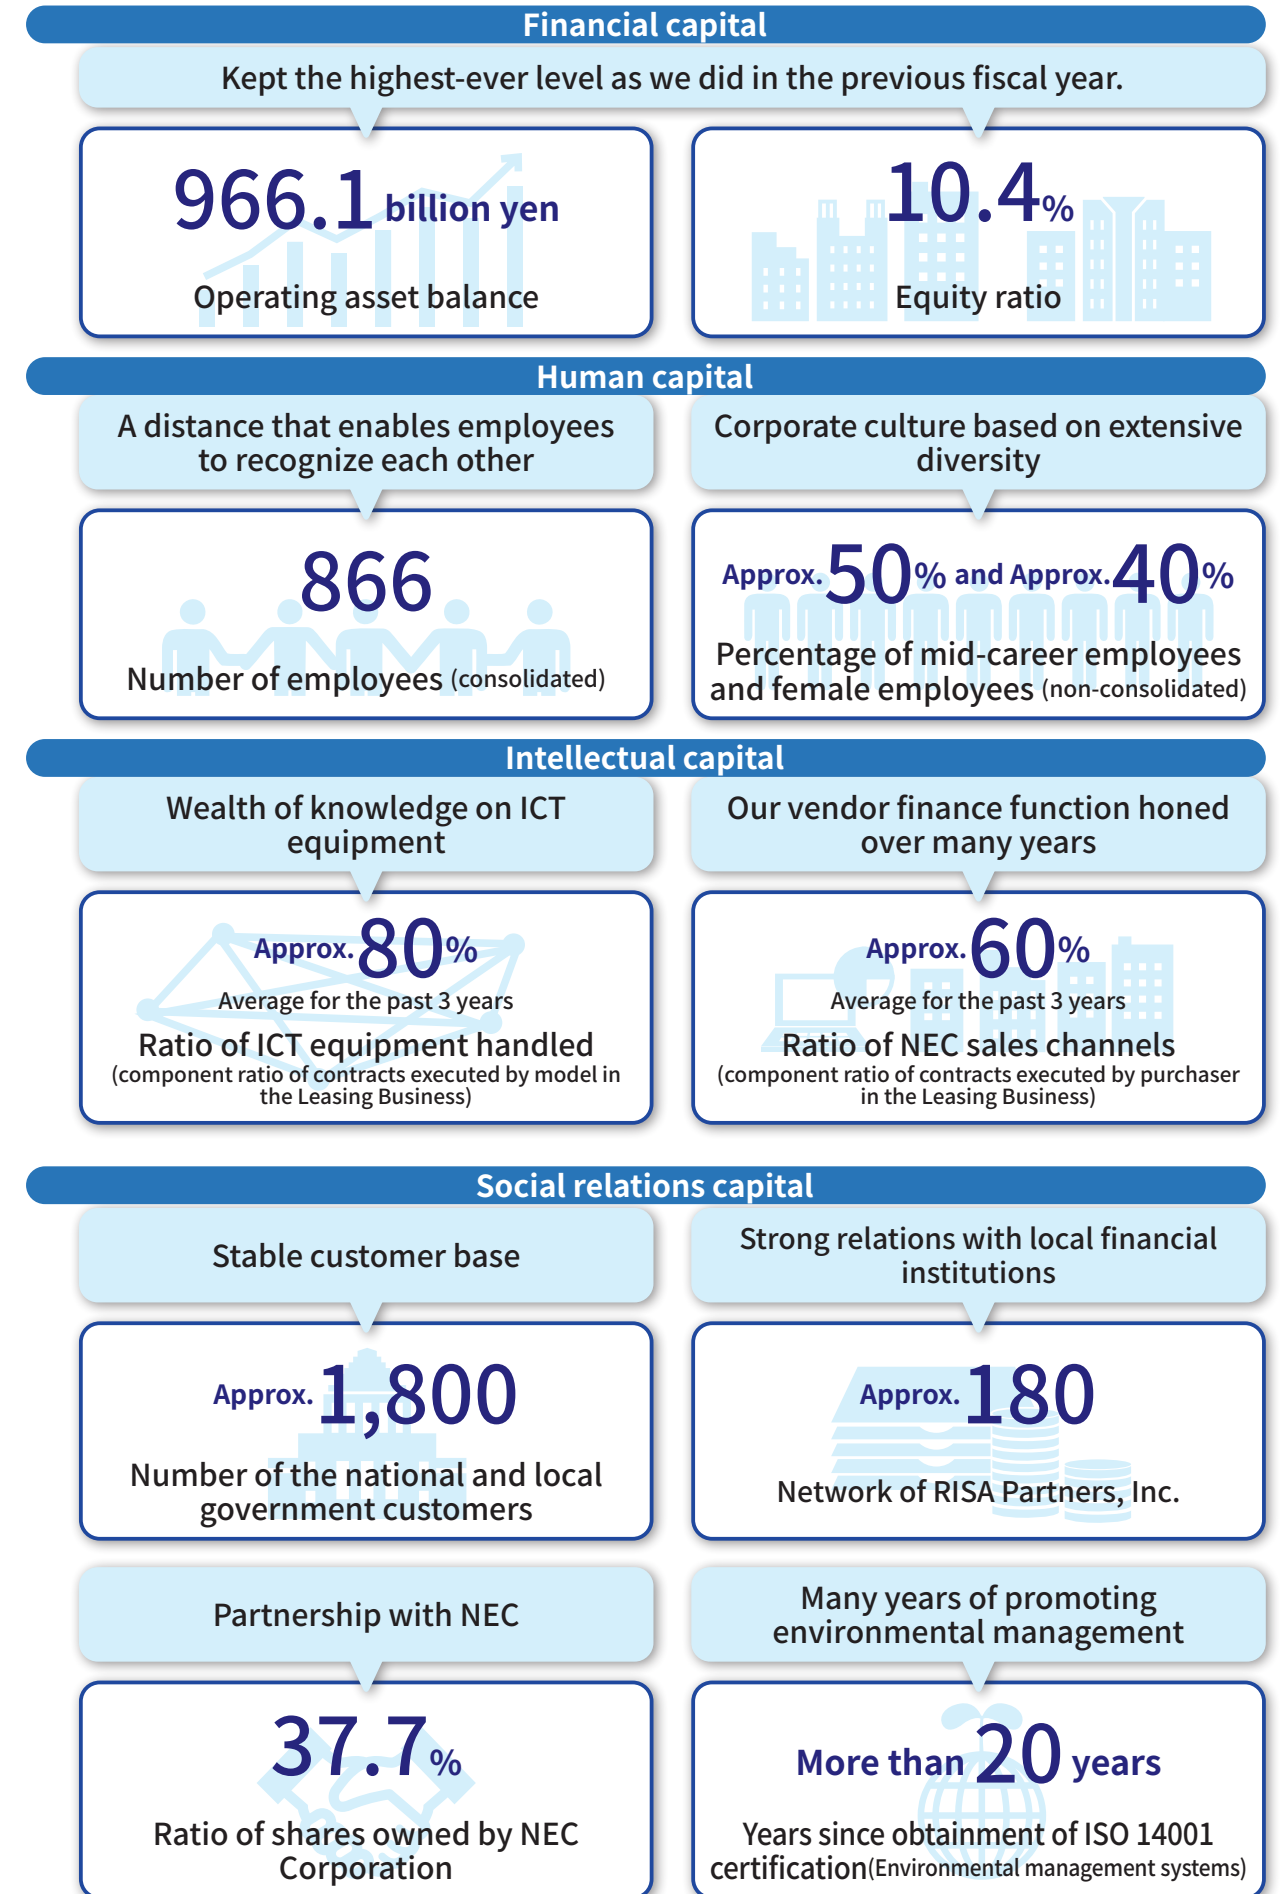 Financial capital
Kept the highest-ever level as we did in the previous fiscal year.
966.1 billion yen
Operating asset balance
10.4%
Equity ratio
Human capital
A distance that enables employees
to recognize each other
866
Number of employees (consolidated)
Corporate culture based on extensive
diversity
Approx. 50% and Approx. 40%
Percentage of mid-career employees
and female employees (non-consolidated)
Intellectual capital
Wealth of knowledge on ICT
equipment
Approx. 80%
Average for the past 3 years
Ratio of ICT equipment handled
(component ratio of contracts executed by model in
the Leasing Business)
Our vendor finance function honed
over many years
Approx. 60%
Average for the past 3 years
Ratio of NEC sales channels
(component ratio of contracts executed by purchaser
in the Leasing Business)
Social relations capital
Stable customer base
Approx. 1,800
Number of the national and local
government customers
Strong relations with local financial
institutions
Approx. 180
Network of RISA Partners, Inc.
Partnership with NEC
37.7%
Ratio of shares owned by NEC
Corporation
Many years of promoting
environmental management
More than 20 years
Years since obtainment of ISO 14001
certification(Environmental management systems)